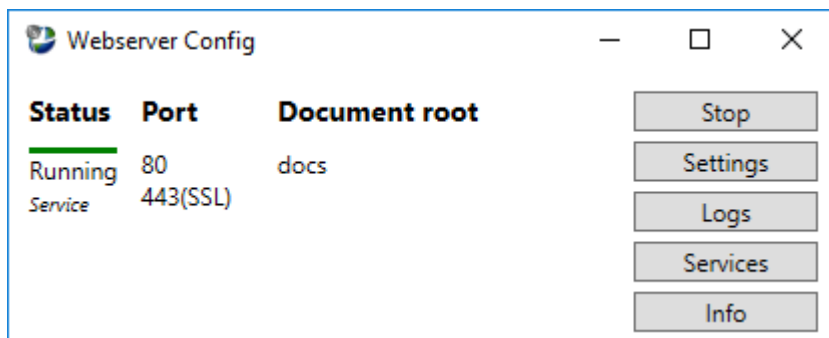 Webserver Config
Status Port Document root
Running 80 docs
Service 443(SSL)
Stop
Settings
Logs
Services
Info